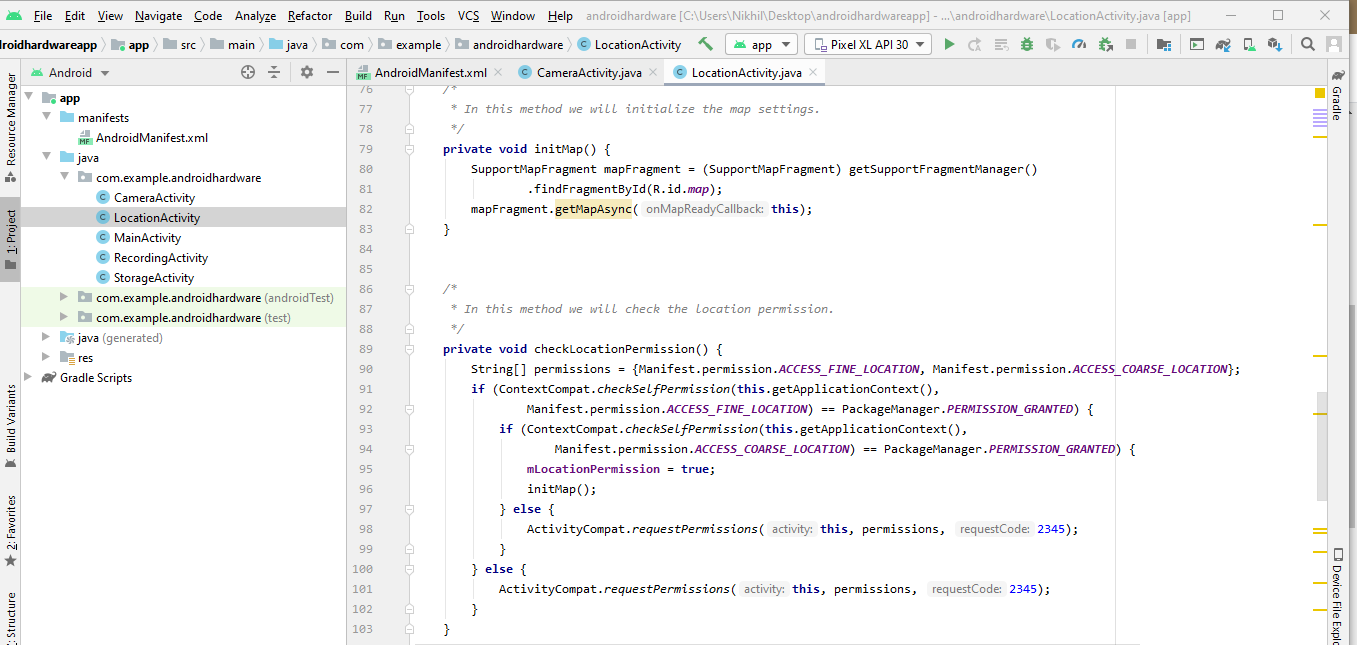 File Edit View Navigate Code Analyze Refactor Build Run Tools VCS Window Help androidhardware [C:\Users\Nikhil\Desktop\androidhardwareapp] - ...\androidhardware\LocationActivity.java [app]
droidhardwareapp app src main java com example androidhardware LocationActivity app Pixel XL API 30
Android AndroidManifest.xml CameraActivity.java LocationActivity.java
Resource Manager
1: Project
Build Variants
2: Favorites
Structure
app
manifests
AndroidManifest.xml
java
com.example.androidhardware
CameraActivity
LocationActivity
MainActivity
RecordingActivity
StorageActivity
com.example.androidhardware (androidTest)
com.example.androidhardware (test)
java (generated)
res
Gradle Scripts
76 /*
77 * In this method we will initialize the map settings.
78 */
79 private void initMap() {
80 SupportMapFragment mapFragment = (SupportMapFragment) getSupportFragmentManager()
81 .findFragmentById(R.id.map);
82 mapFragment.getMapAsync( onMapReadyCallback: this);
83 }
84
85
86 /*
87 * In this method we will check the location permission.
88 */
89 private void checkLocationPermission() {
90 String[] permissions = {Manifest.permission.ACCESS_FINE_LOCATION, Manifest.permission.ACCESS_COARSE_LOCATION};
91 if (ContextCompat.checkSelfPermission(this.getApplicationContext(),
92 Manifest.permission.ACCESS_FINE_LOCATION) == PackageManager.PERMISSION_GRANTED) {
93 if (ContextCompat.checkSelfPermission(this.getApplicationContext(),
94 Manifest.permission.ACCESS_COARSE_LOCATION) == PackageManager.PERMISSION_GRANTED) {
95 mLocationPermission = true;
96 initMap();
97 } else {
98 ActivityCompat.requestPermissions( activity: this, permissions, requestCode: 2345);
99 }
100 } else {
101 ActivityCompat.requestPermissions( activity: this, permissions, requestCode: 2345);
102 }
103 }
Gradle
Device File Explo